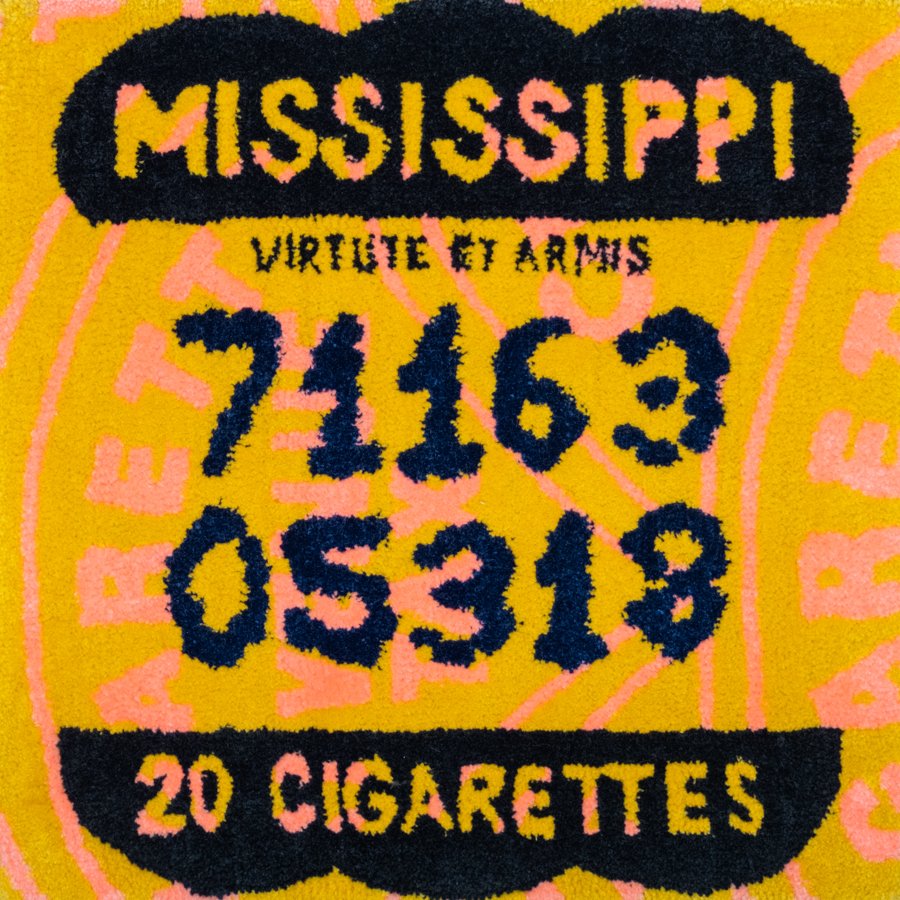 MISSISSIPPI
VIRTUTE ET ARMIS
71163
05318
20 CIGARETTES